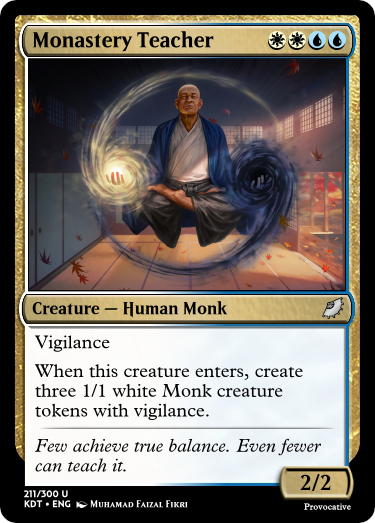 Monastery Teacher
Creature — Human Monk
Vigilance
When this creature enters, create
three 1/1 white Monk creature
tokens with vigilance.
Few achieve true balance. Even fewer
can teach it.
2/2
211/300 U
KDT • ENG Muhamad Faizal Fikri
Provocative